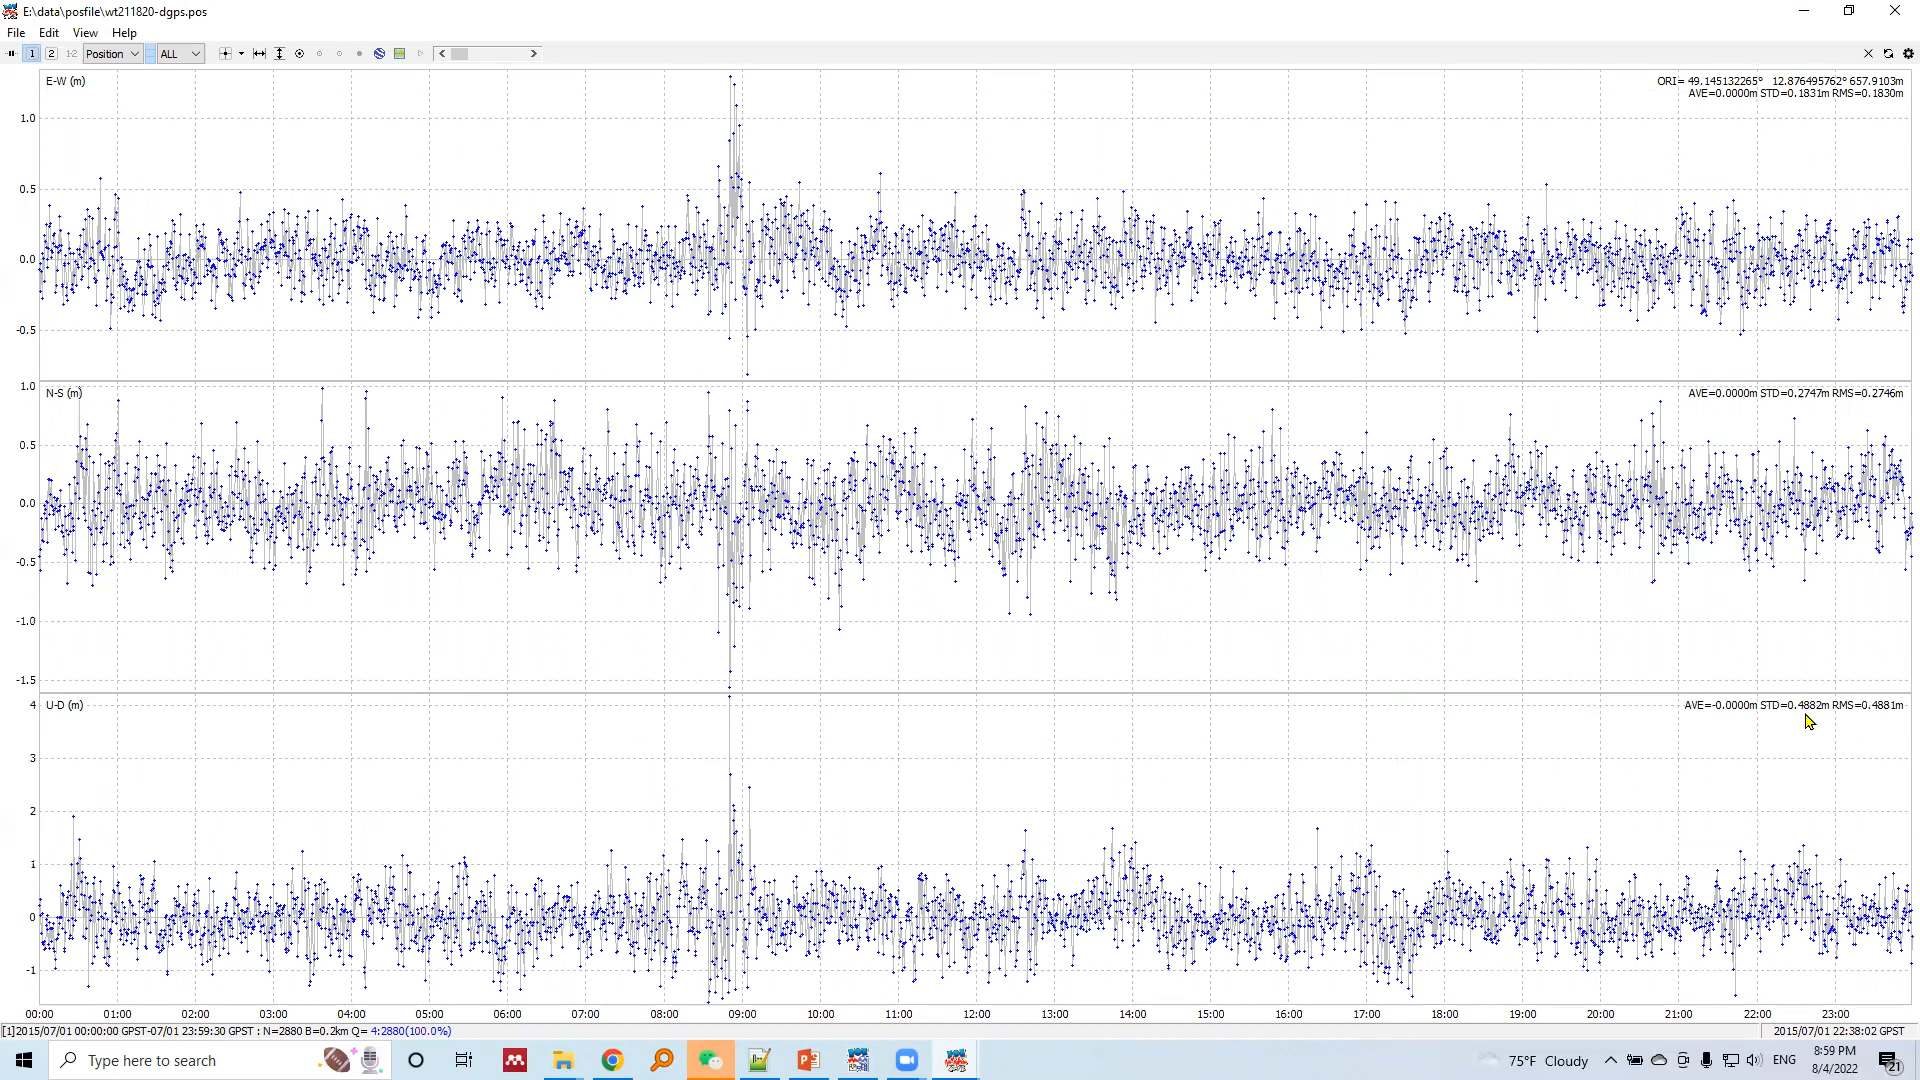 E:\data\posfile\wt211820-dgps.pos
File Edit View Help
1 2 1-2 Position ALL
E-W (m)
ORI= 49.145132265° 12.876495762° 657.9103m
AVE=0.0000m STD=0.1831m RMS=0.1830m
1.0
0.5
0.0
-0.5
1.0
N-S (m)
AVE=0.0000m STD=0.2747m RMS=0.2746m
0.5
0.0
-0.5
-1.0
-1.5
4
U-D (m)
AVE=-0.0000m STD=0.4882m RMS=0.4881m
3
2
1
0
-1
00:00 01:00 02:00 03:00 04:00 05:00 06:00 07:00 08:00 09:00 10:00 11:00 12:00 13:00 14:00 15:00 16:00 17:00 18:00 19:00 20:00 21:00 22:00 23:00
[1]2015/07/01 00:00:00 GPST-07/01 23:59:30 GPST : N=2880 B=0.2km Q= 4:2880(100.0%)
2015/07/01 22:38:02 GPST
Type here to search
75°F Cloudy
ENG
8:59 PM
8/4/2022
21